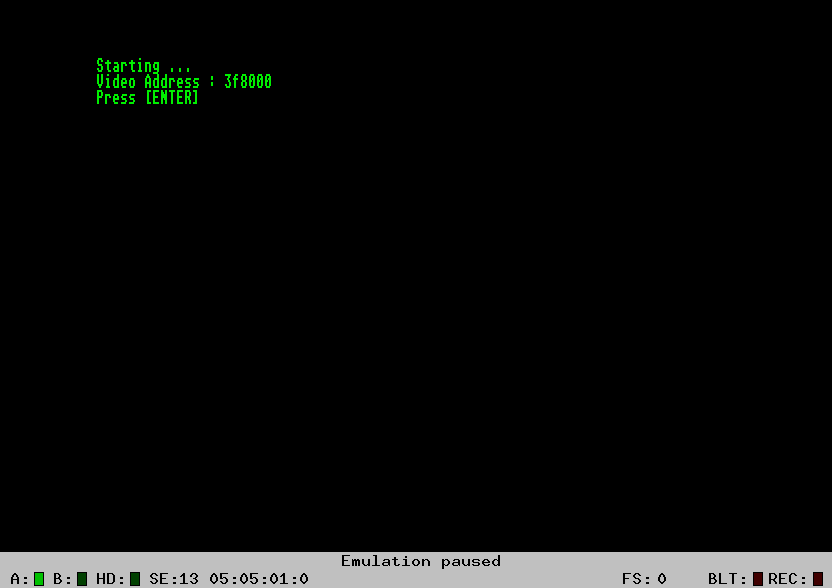 Starting ...
Video Address : 3f8000
Press [ENTER]
Emulation paused
A: B: HD: SE:13 05:05:01:0 FS: 0 BLT: REC: